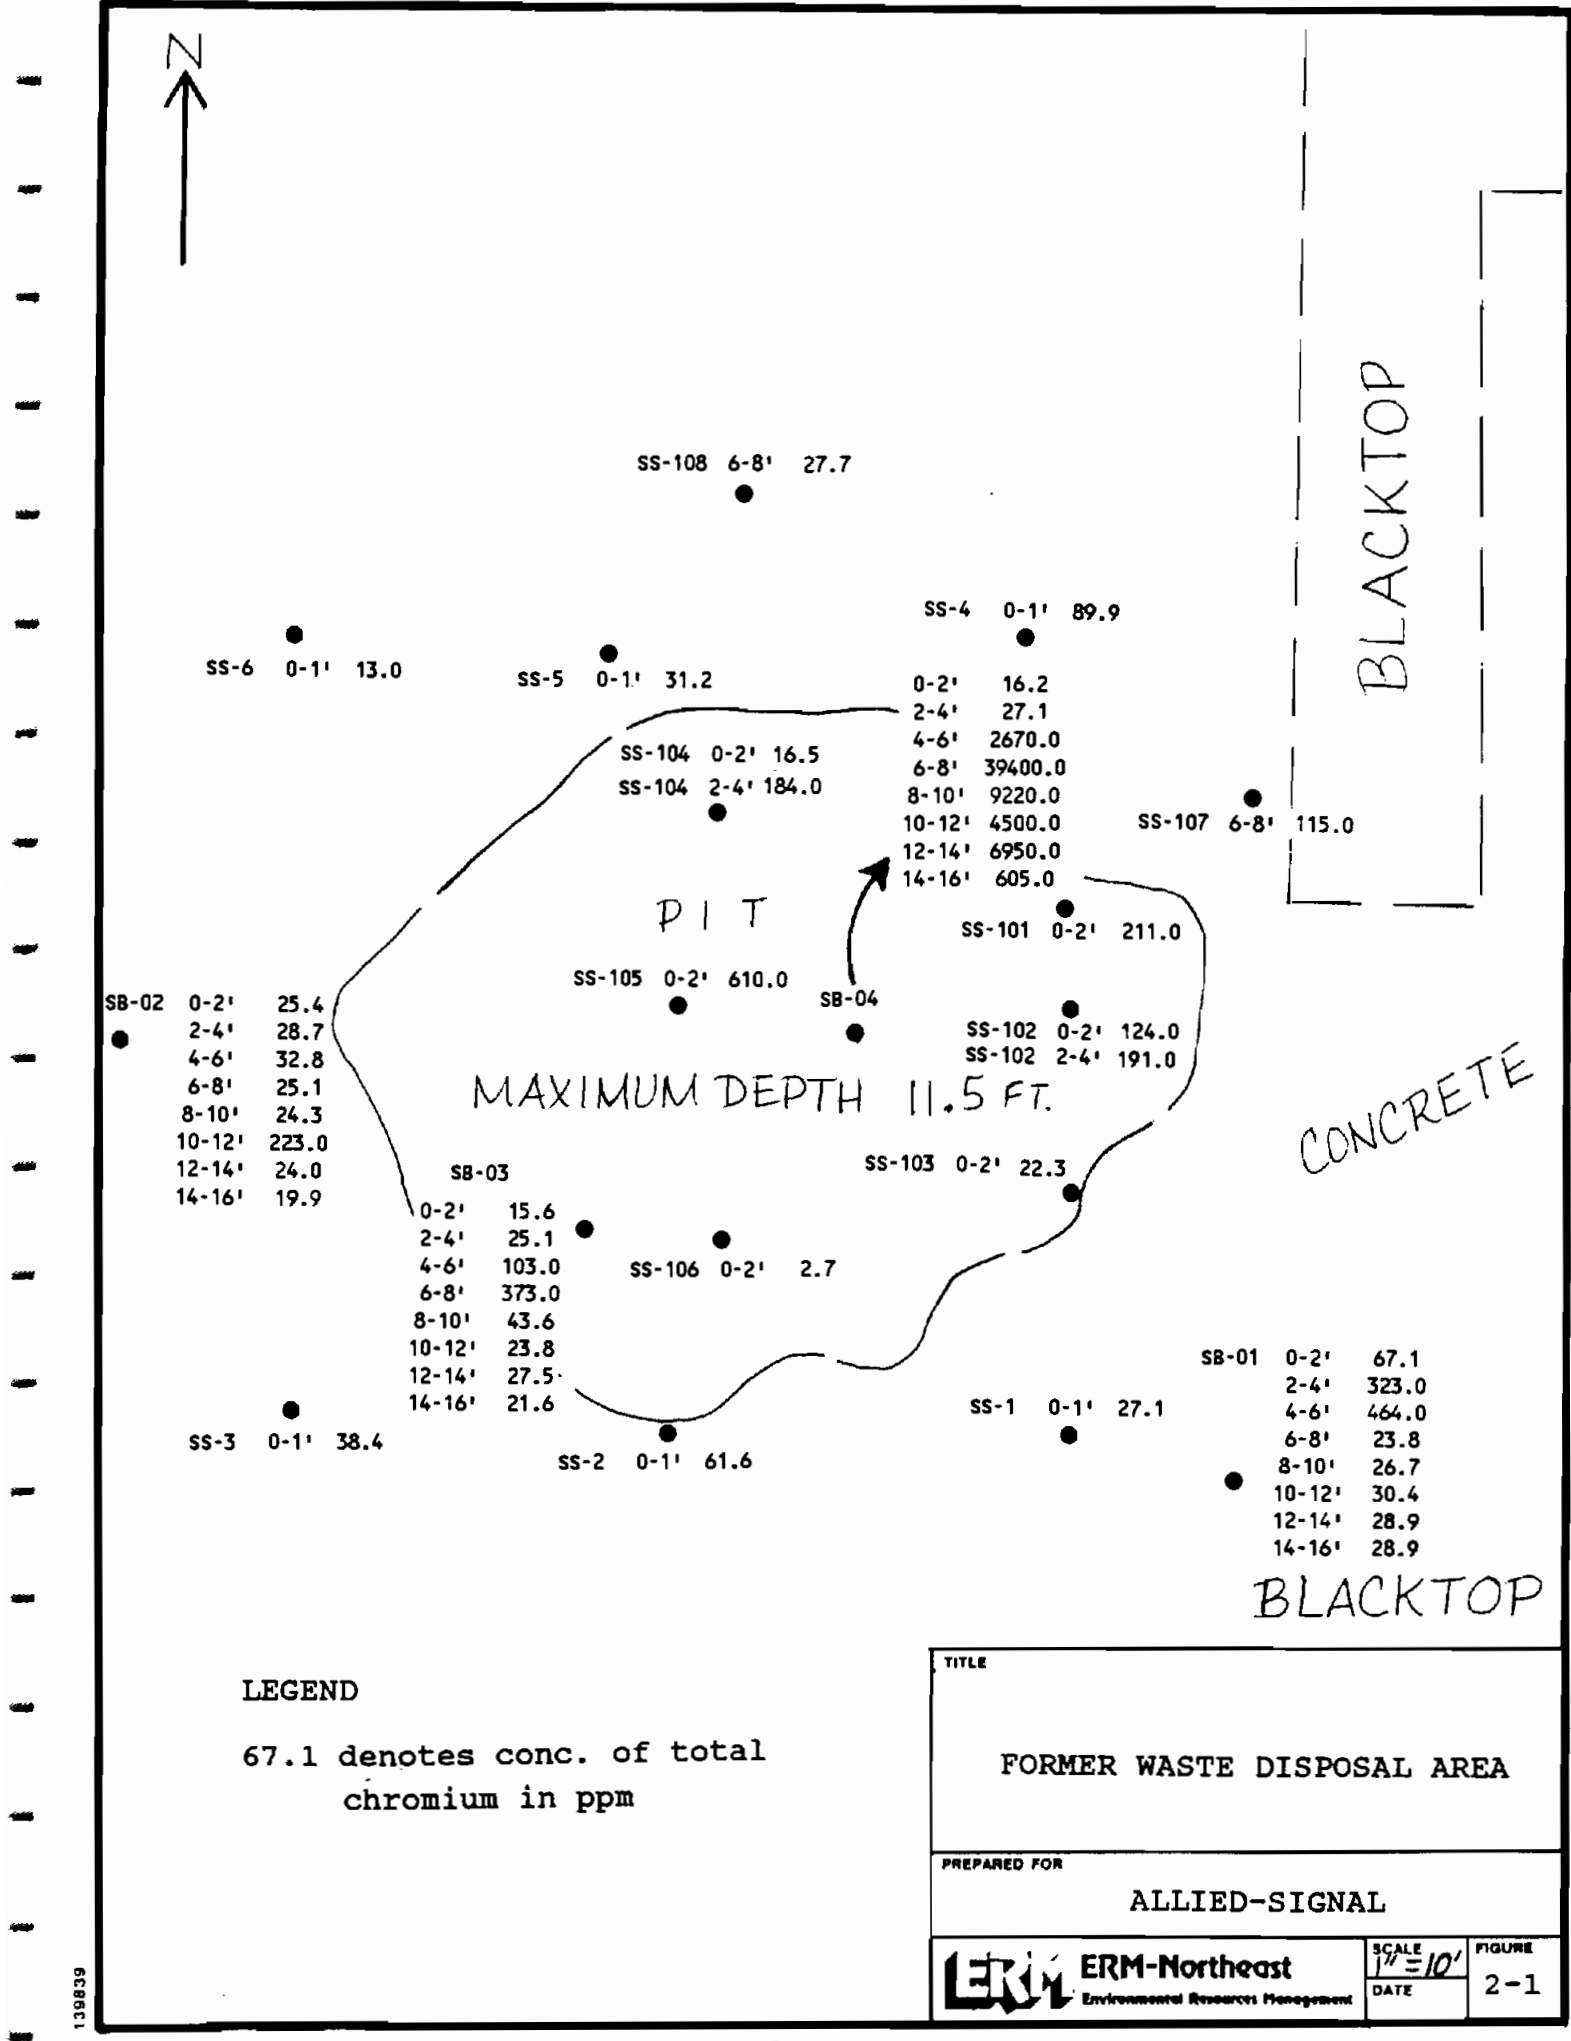 N
BLACKTOP
SS-108 6-8' 27.7
SS-4 0-1' 89.9
SS-6 0-1' 13.0
SS-5 0-1' 31.2
0-2' 16.2
2-4' 27.1
4-6' 2670.0
6-8' 39400.0
8-10' 9220.0
10-12' 4500.0
12-14' 6950.0
14-16' 605.0
SS-104 0-2' 16.5
SS-104 2-4' 184.0
SS-107 6-8' 115.0
PIT
SS-101 0-2' 211.0
SS-105 0-2' 610.0
SB-04
SS-102 0-2' 124.0
SS-102 2-4' 191.0
SB-02 0-2' 25.4
2-4' 28.7
4-6' 32.8
6-8' 25.1
8-10' 24.3
10-12' 223.0
12-14' 24.0
14-16' 19.9
MAXIMUM DEPTH 11.5 FT.
CONCRETE
SS-103 0-2' 22.3
SB-03
0-2' 15.6
2-4' 25.1
4-6' 103.0
6-8' 373.0
8-10' 43.6
10-12' 23.8
12-14' 27.5
14-16' 21.6
SS-106 0-2' 2.7
SB-01 0-2' 67.1
2-4' 323.0
4-6' 464.0
6-8' 23.8
8-10' 26.7
10-12' 30.4
12-14' 28.9
14-16' 28.9
SS-1 0-1' 27.1
SS-3 0-1' 38.4
SS-2 0-1' 61.6
BLACKTOP
LEGEND
67.1 denotes conc. of total
chromium in ppm
TITLE
FORMER WASTE DISPOSAL AREA
PREPARED FOR
ALLIED-SIGNAL
ERM ERM-Northeast
Environmental Resources Management
SCALE
1"=10'
DATE
FIGURE
2-1
139839